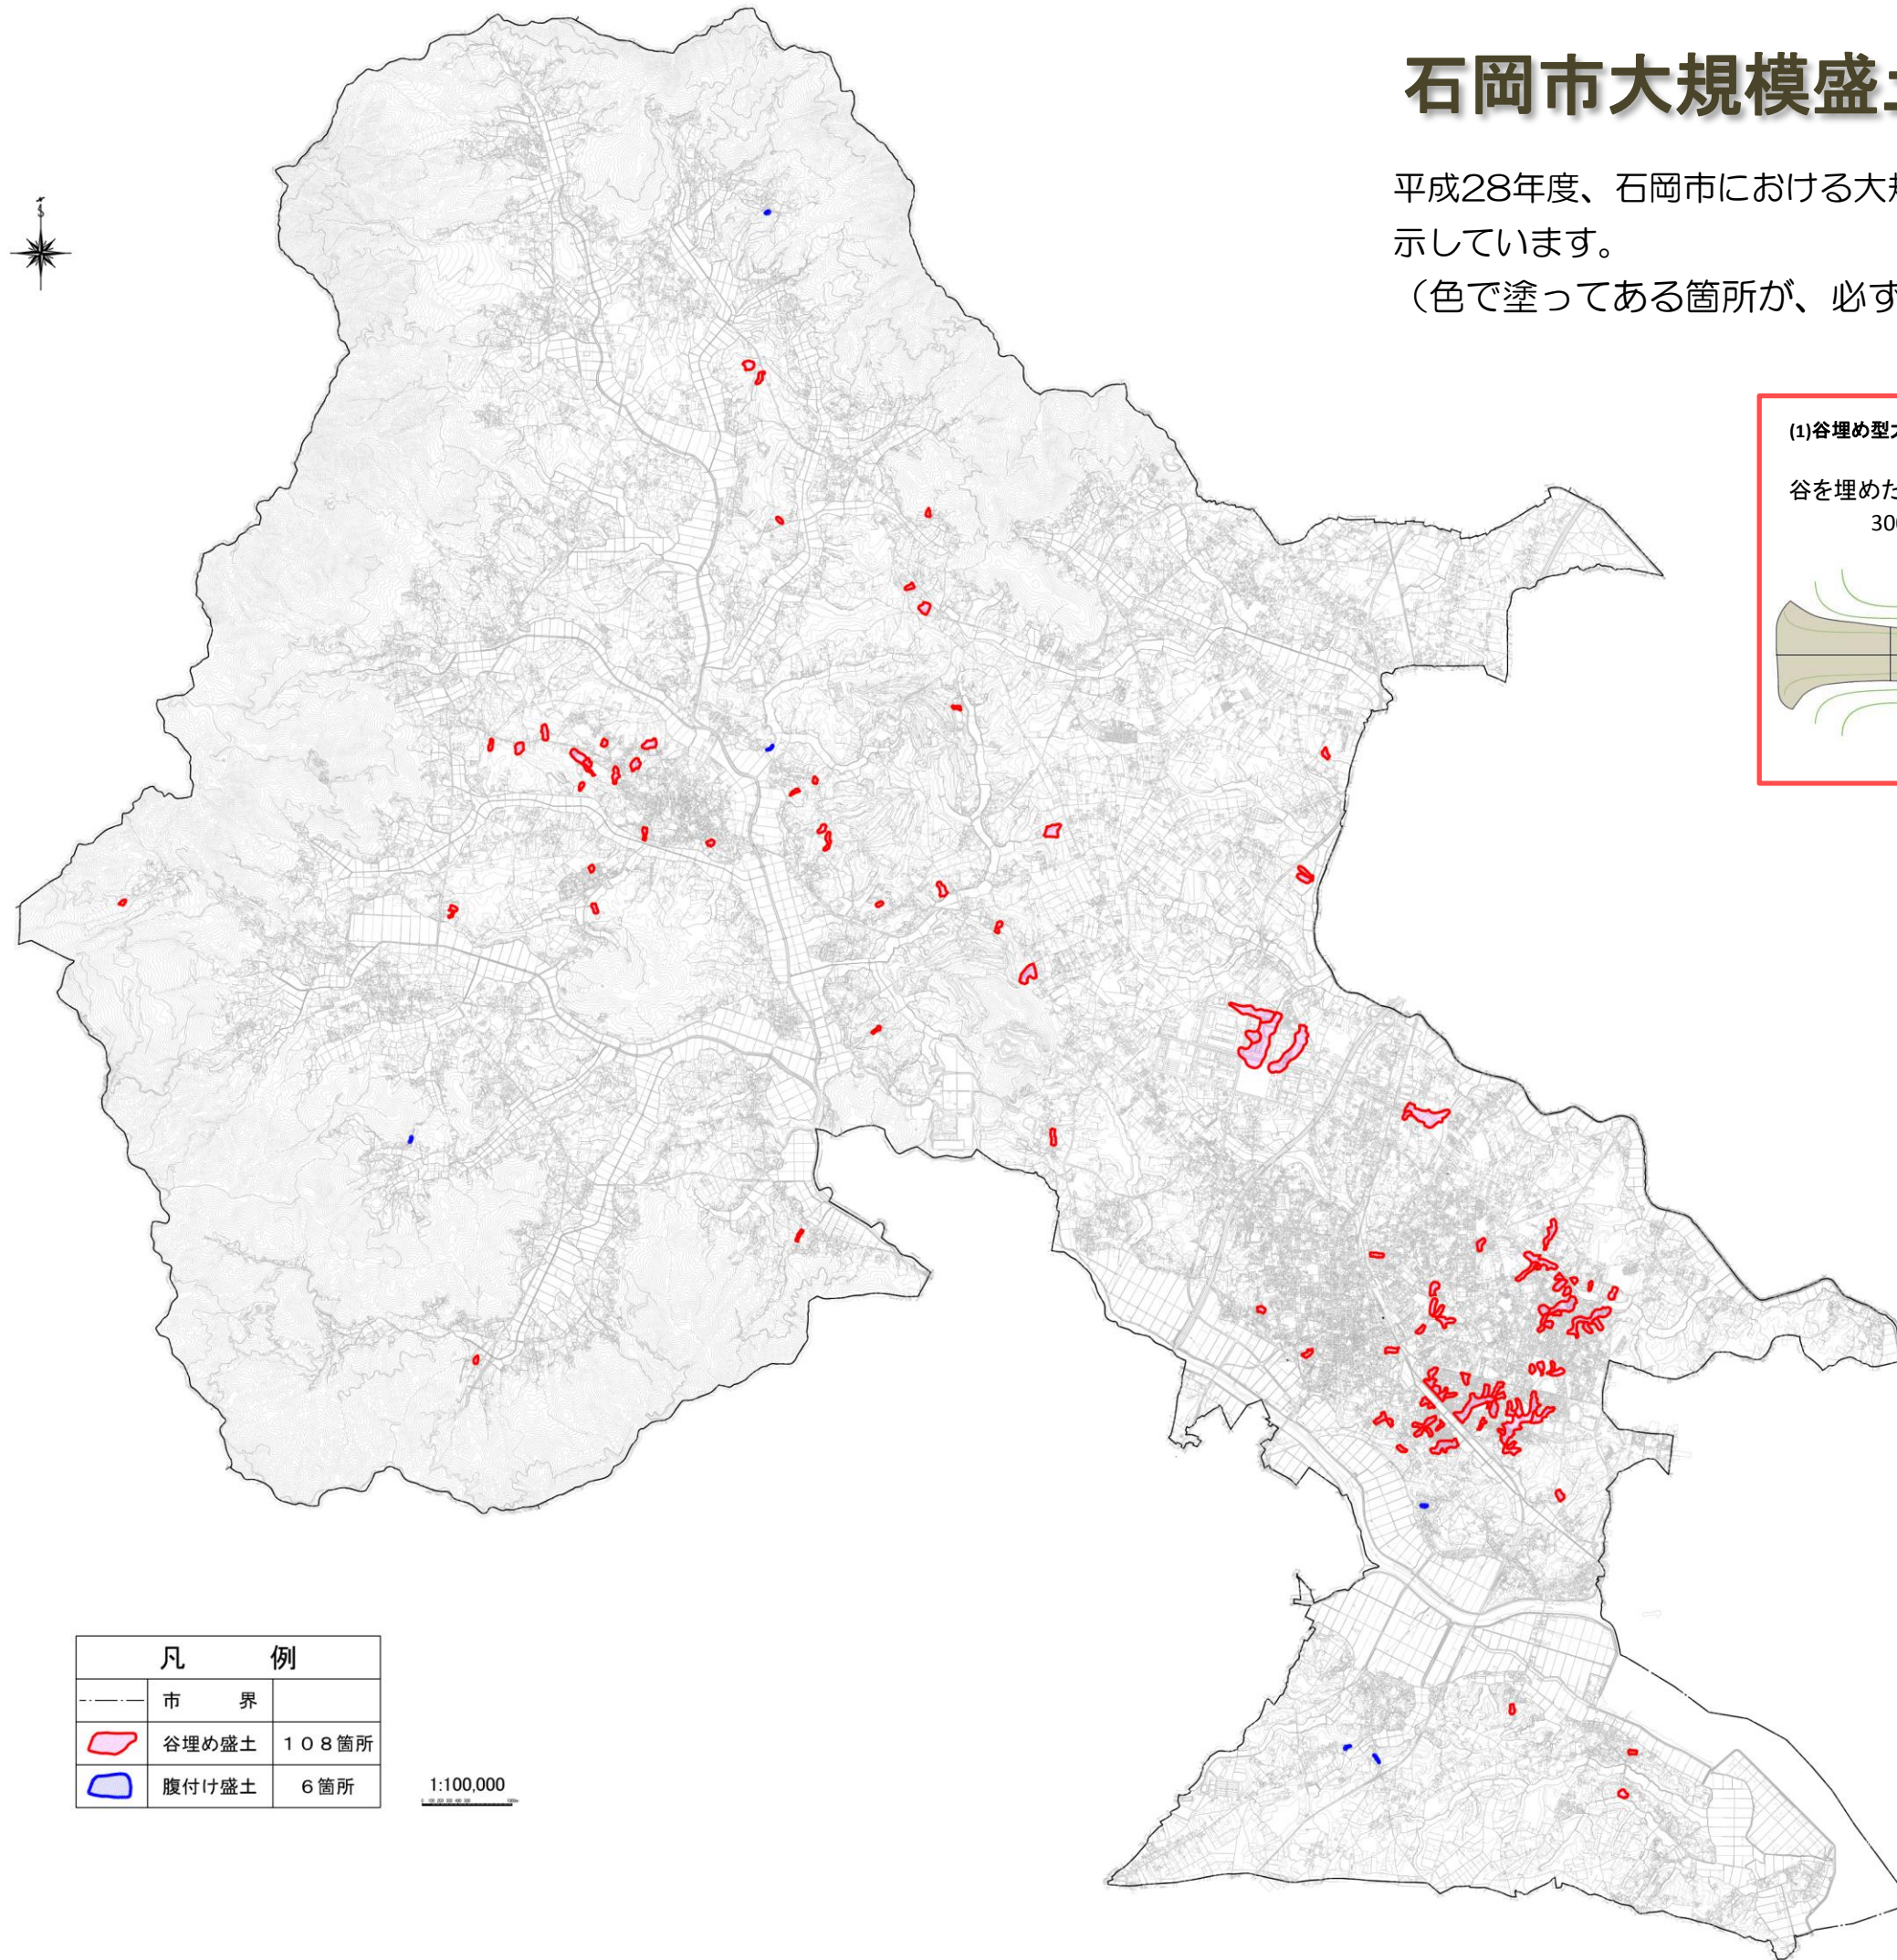 石岡市大規模盛
平成28年度、石岡市における大
示しています。
（色で塗ってある箇所が、必ず
(1)谷埋め型
谷を埋めた
凡 例
市 界
谷埋め盛土 １０８箇所
腹付け盛土 ６箇所
1:100,000